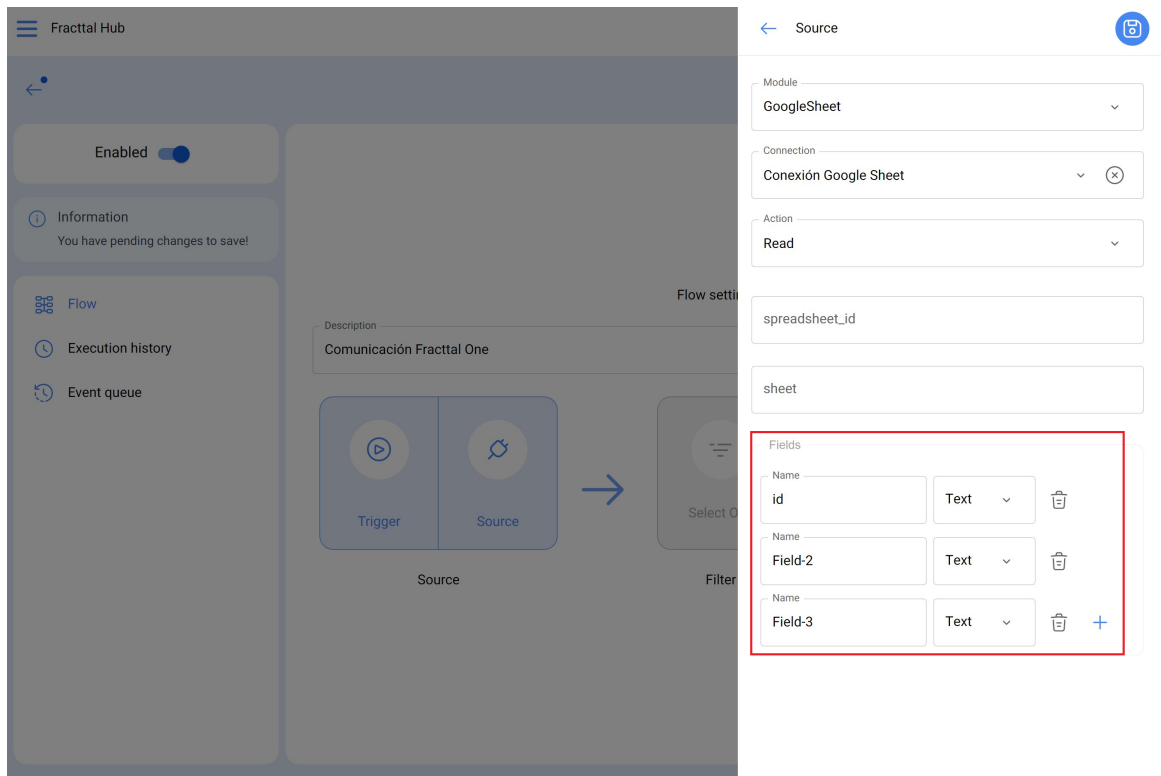 Fracttal Hub
Enabled
Information
You have pending changes to save!
Flow
Execution history
Event queue
Flow
Description
Comunicación Fracttal One
Trigger
Source
Select
Source
Filter
Source
Module
GoogleSheet
Connection
Conexión Google Sheet
Action
Read
spreadsheet_id
sheet
Fields
Name
id
Text
Name
Field-2
Text
Name
Field-3
Text